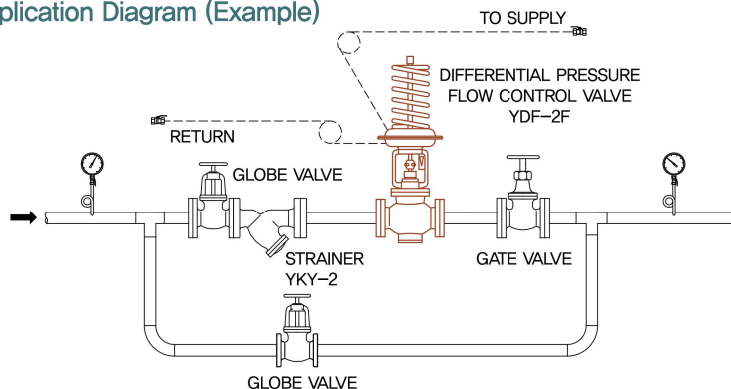 plication Diagram (Example)
TO SUPPLY
DIFFERENTIAL PRESSURE
FLOW CONTROL VALVE
YDF-2F
RETURN
GLOBE VALVE
STRAINER
YKY-2
GATE VALVE
GLOBE VALVE